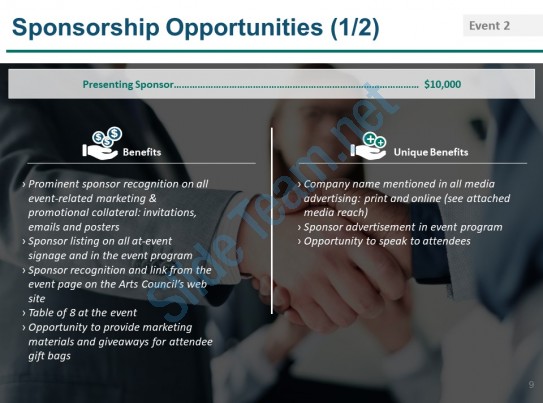 Sponsorship Opportunities (1/2)
Event 2
Presenting Sponsor……………………………………………………………………………… $10,000
Benefits
› Prominent sponsor recognition on all
event-related marketing &
promotional collateral: invitations,
emails and posters
› Sponsor listing on all at-event
signage and in the event program
› Sponsor recognition and link from the
event page on the Arts Council's web
site
› Table of 8 at the event
› Opportunity to provide marketing
materials and giveaways for attendee
gift bags
Unique Benefits
› Company name mentioned in all media
advertising: print and online (see attached
media reach)
› Sponsor advertisement in event program
› Opportunity to speak to attendees
SlideTeam.net
9